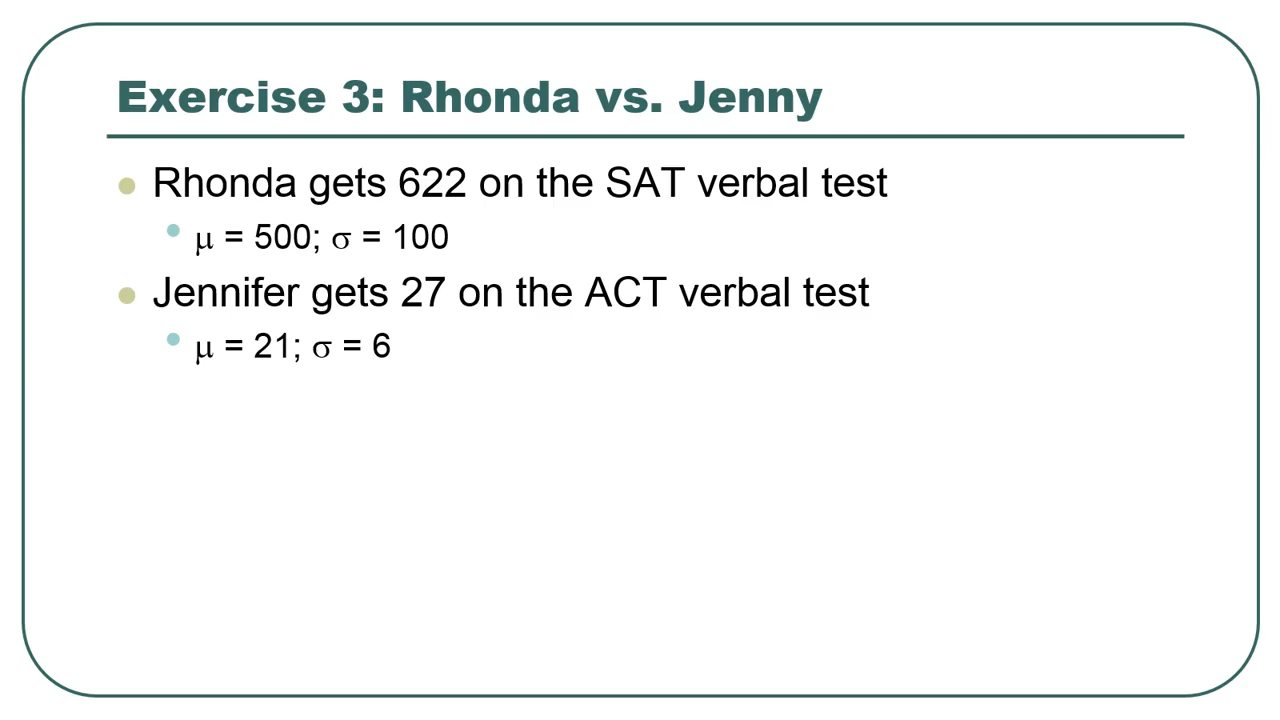 Exercise 3: Rhonda vs. Jenny
Rhonda gets 622 on the SAT verbal test
μ = 500; σ = 100
Jennifer gets 27 on the ACT verbal test
μ = 21; σ = 6